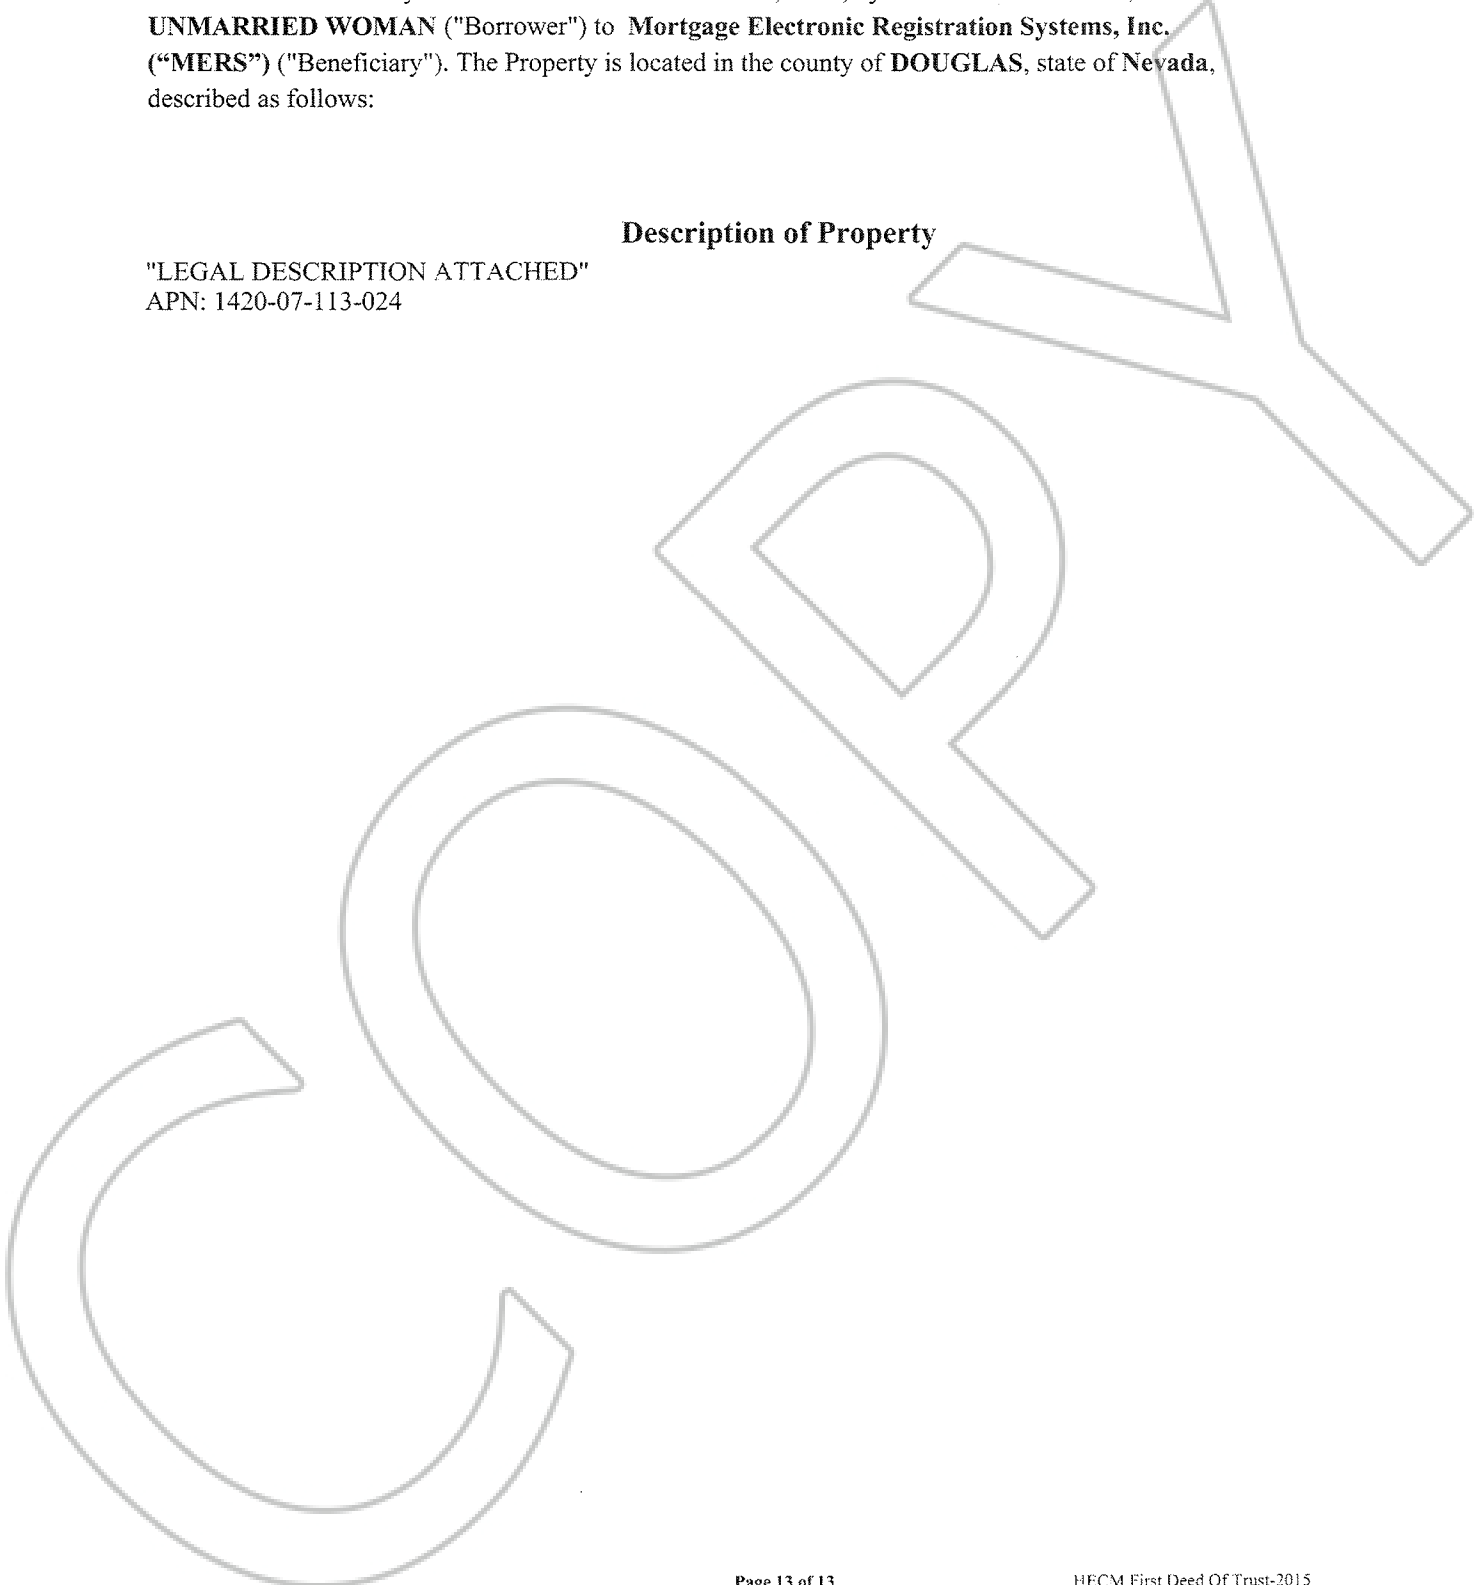 UNMARRIED WOMAN ("Borrower") to Mortgage Electronic Registration Systems, Inc.
(“MERS”) ("Beneficiary"). The Property is located in the county of DOUGLAS, state of Nevada,
described as follows:
Description of Property
"LEGAL DESCRIPTION ATTACHED"
APN: 1420-07-113-024
COPY
Page 13 of 13
HECM First Deed Of Trust-2015